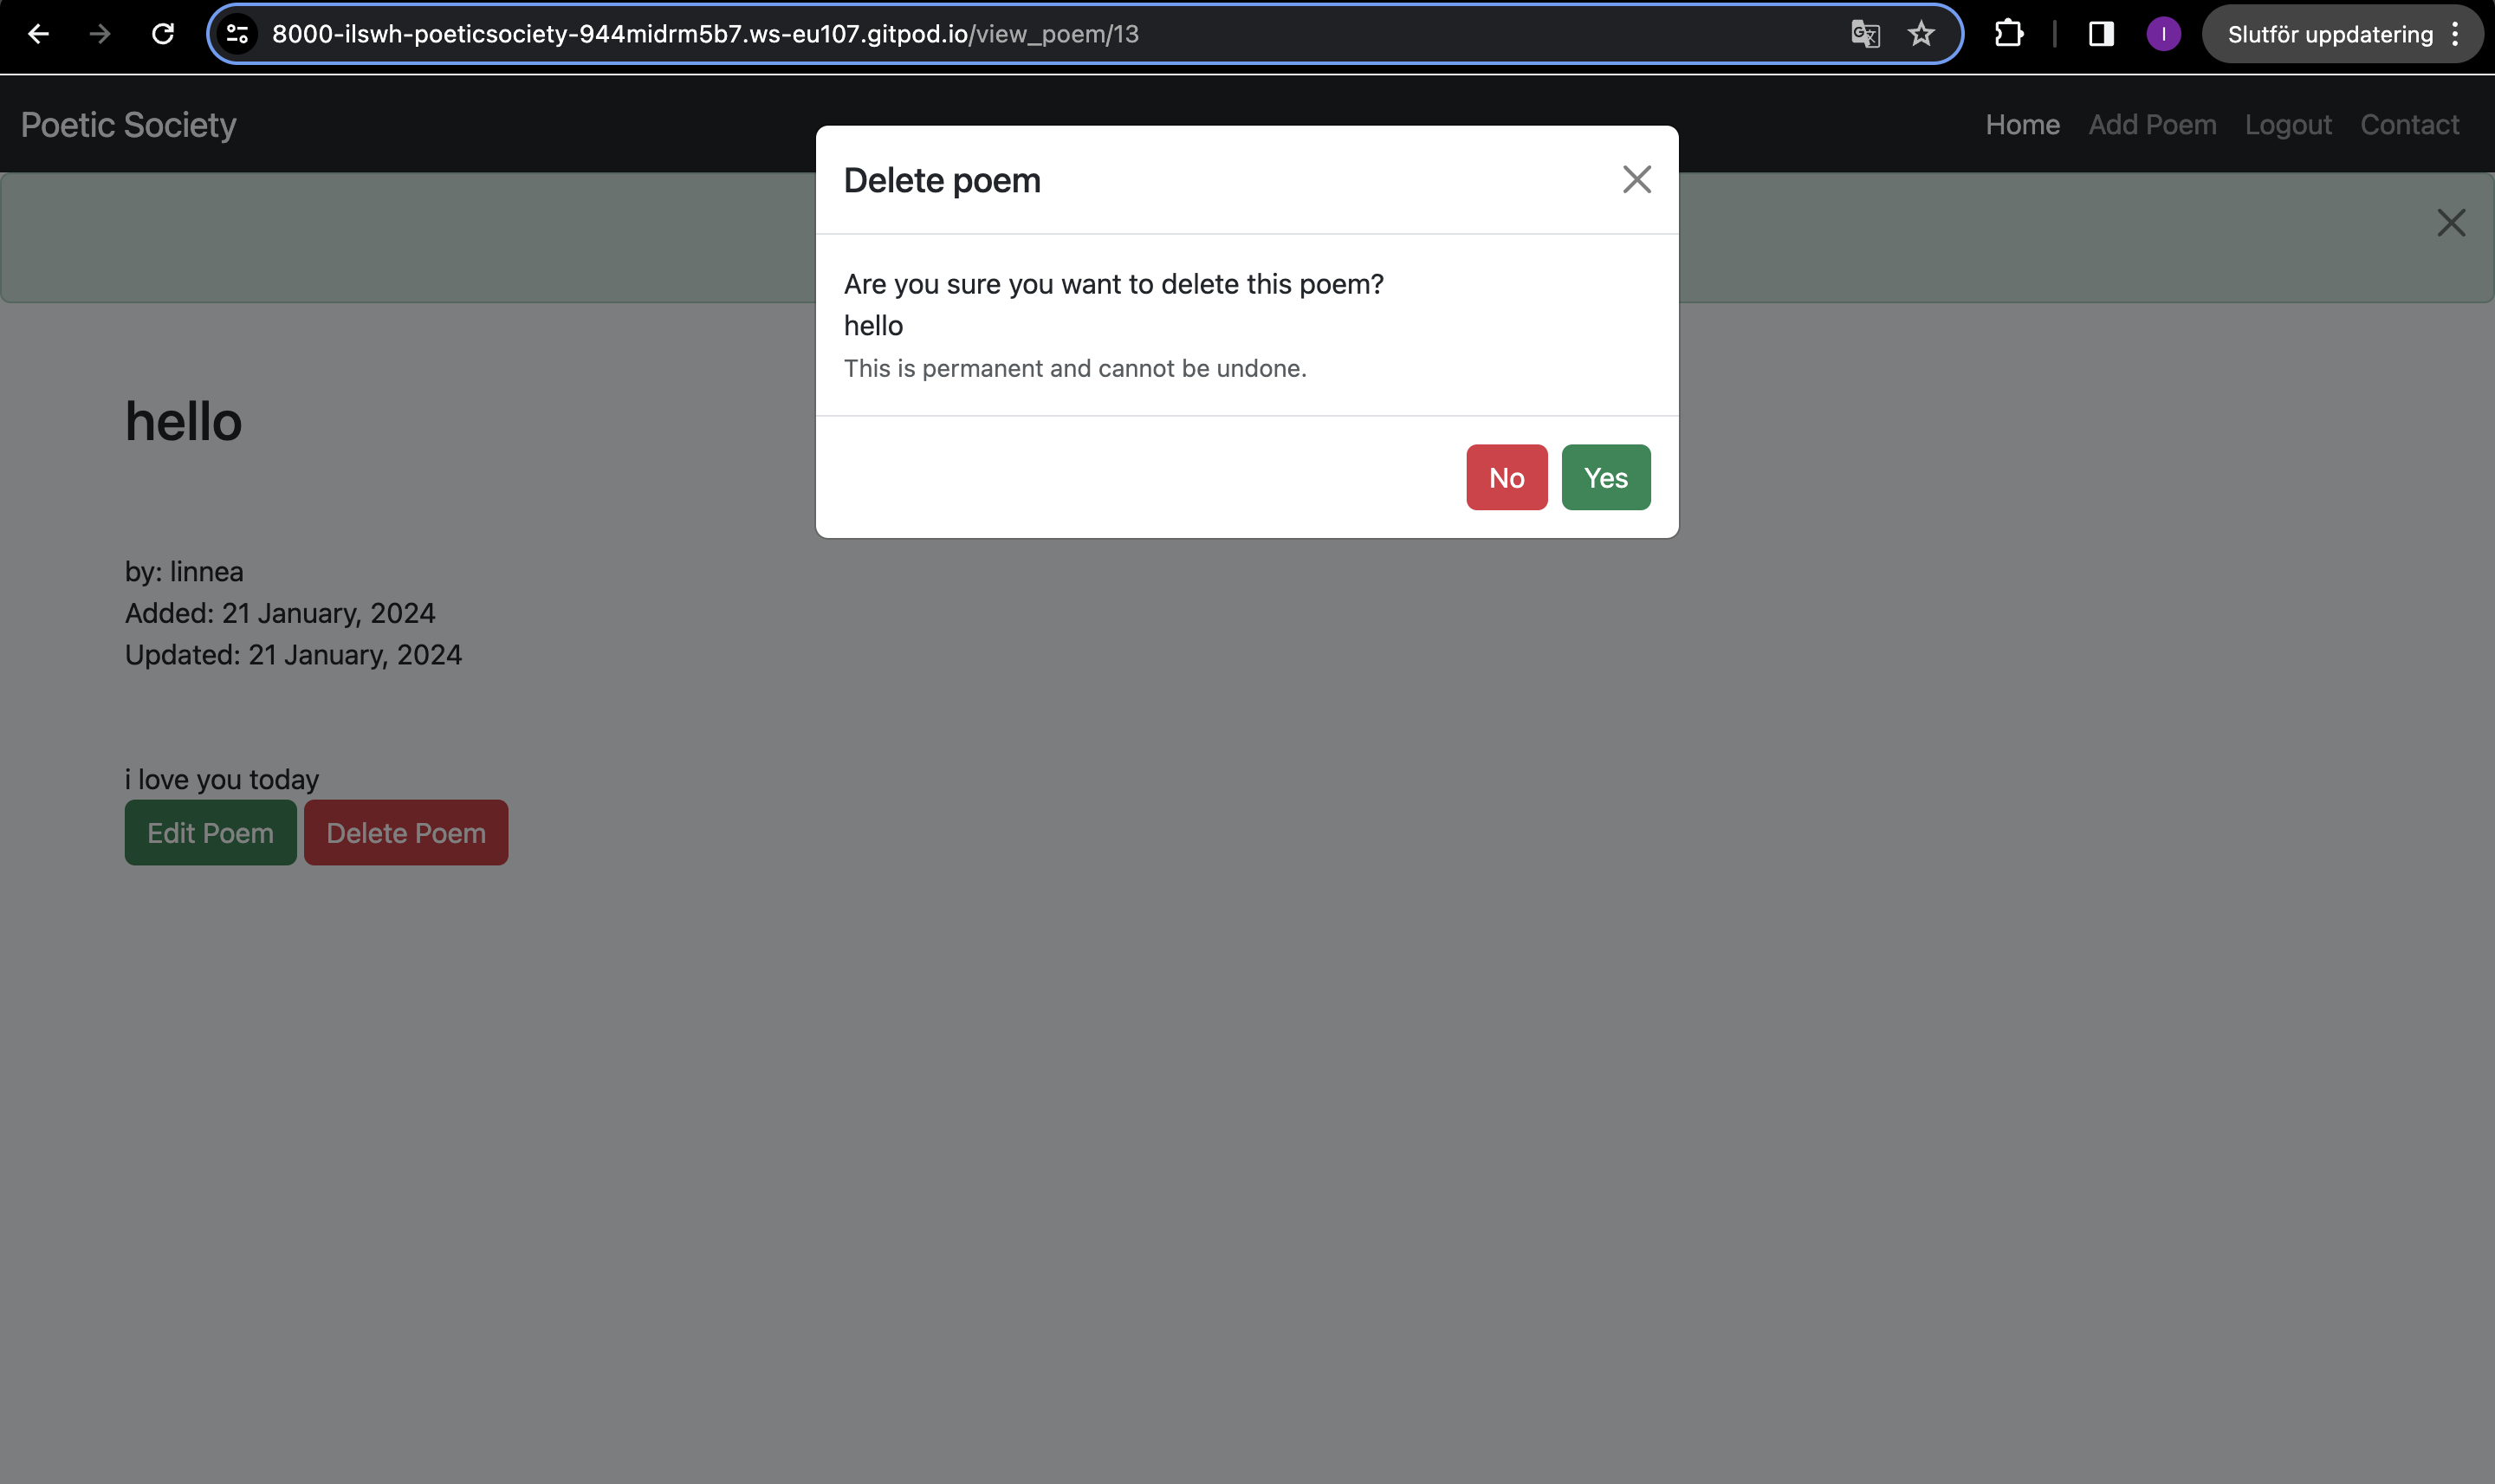 8000-ilswh-poeticsociety-944midrm5b7.ws-eu107.gitpod.io/view_poem/13
I
Slutför uppdatering
Poetic Society
Home Add Poem Logout Contact
Delete poem
Are you sure you want to delete this poem?
hello
This is permanent and cannot be undone.
No Yes
hello
by: linnea
Added: 21 January, 2024
Updated: 21 January, 2024
i love you today
Edit Poem Delete Poem